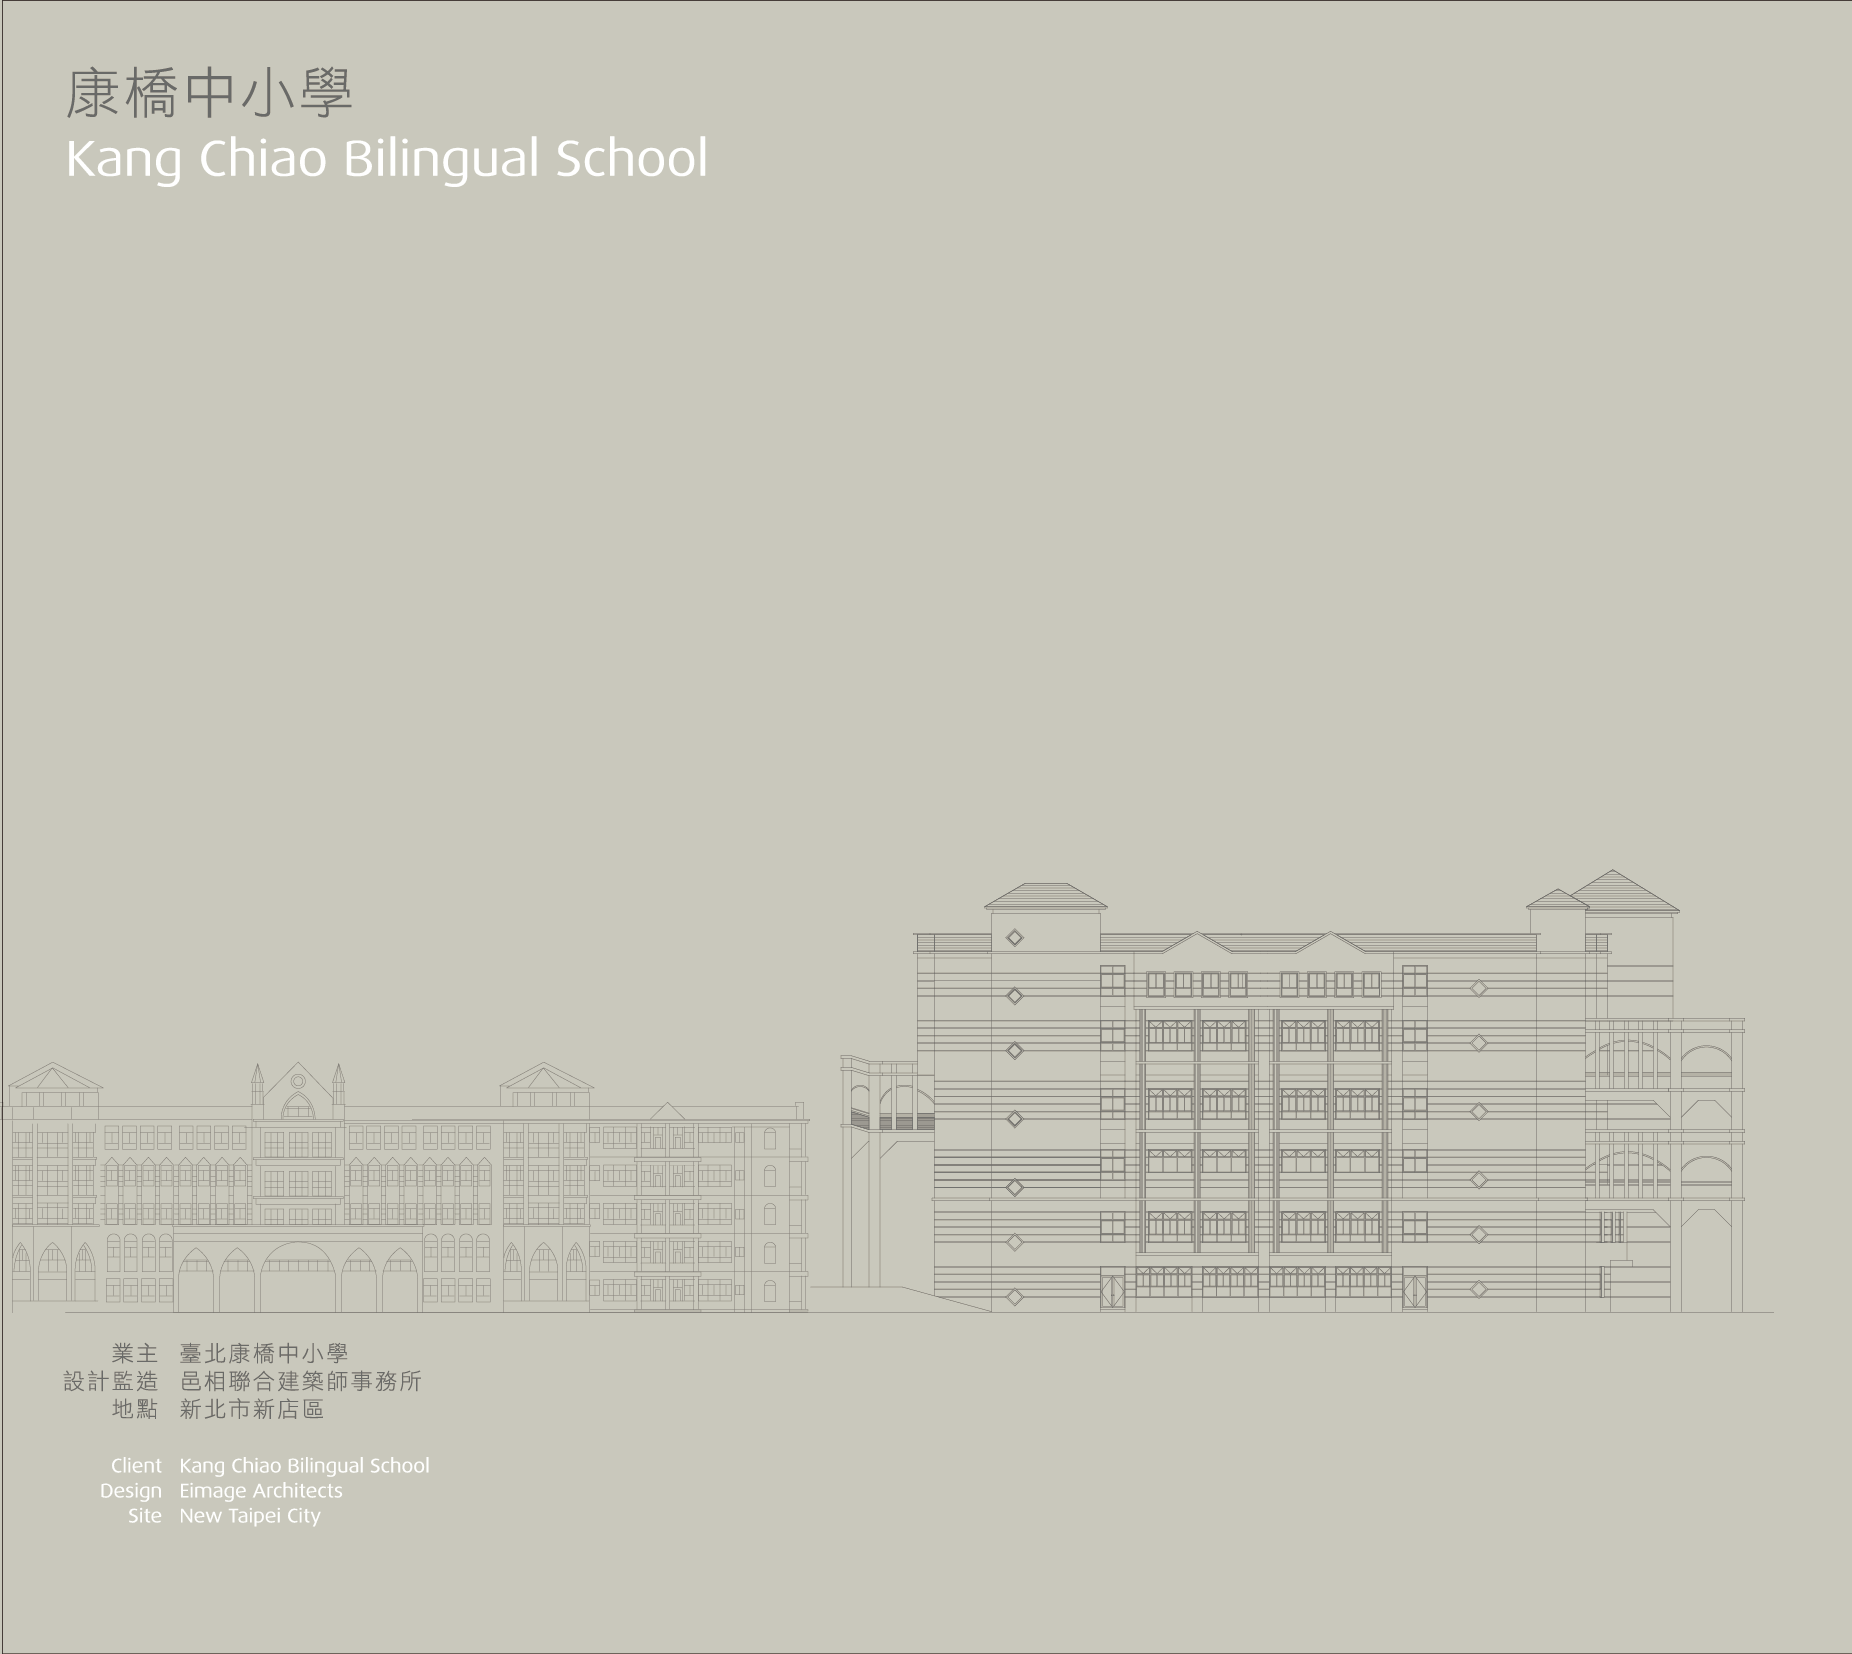 康橋中小學
Kang Chiao Bilingual School
業主 臺北康橋中小學
設計監造 邑相聯合建築師事務所
地點 新北市新店區
Client Kang Chiao Bilingual School
Design Eimage Architects
Site New Taipei City